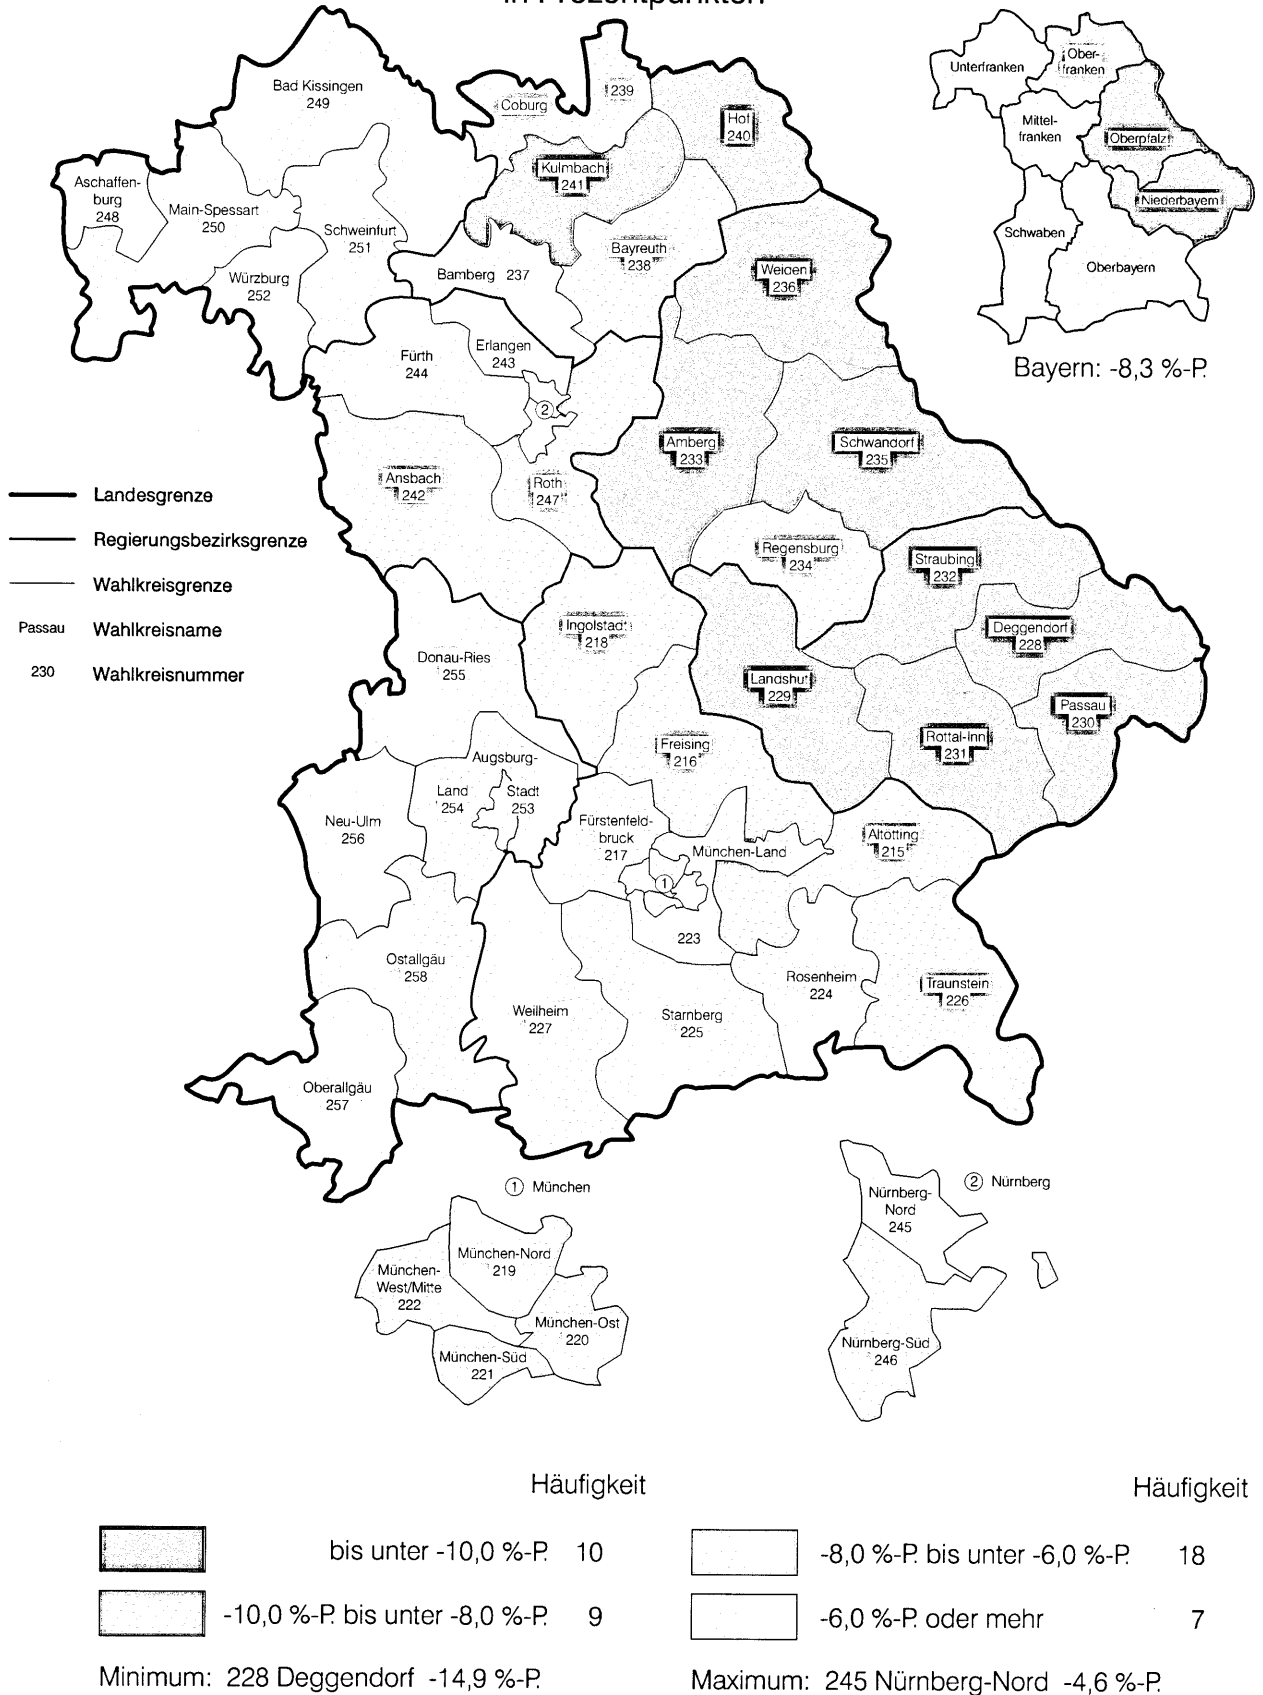 in Prozentpunkten
Bad Kissingen
249
Coburg
239
Hof
240
Kulmbach
241
Aschaffen-
burg
248
Main-Spessart
250
Schweinfurt
251
Würzburg
252
Bamberg 237
Bayreuth
238
Weiden
236
Fürth
244
Erlangen
243
2
Amberg
233
Schwandorf
235
Ansbach
242
Roth
247
Regensburg
234
Straubing
232
Deggendorf
228
Ingolstadt
218
Landshut
229
Passau
230
Rottal-Inn
231
Donau-Ries
255
Freising
216
Augsburg-
Land
254
Stadt
253
Neu-Ulm
256
Fürstenfeld-
bruck
217
München-Land
Altötting
215
1
223
Ostallgäu
258
Weilheim
227
Starnberg
225
Rosenheim
224
Traunstein
226
Oberallgäu
257
Unterfranken
Ober-
franken
Mittel-
franken
Oberpfalz
Niederbayern
Schwaben
Oberbayern
Bayern: -8,3 %-P.
Landesgrenze
Regierungsbezirksgrenze
Wahlkreisgrenze
Passau Wahlkreisname
230 Wahlkreisnummer
1 München
München-Nord
219
München-
West/Mitte
222
München-Ost
220
München-Süd
221
2 Nürnberg
Nürnberg-
Nord
245
Nürnberg-Süd
246
Häufigkeit
bis unter -10,0 %-P. 10
-10,0 %-P. bis unter -8,0 %-P. 9
Minimum: 228 Deggendorf -14,9 %-P.
Häufigkeit
-8,0 %-P. bis unter -6,0 %-P. 18
-6,0 %-P. oder mehr 7
Maximum: 245 Nürnberg-Nord -4,6 %-P.